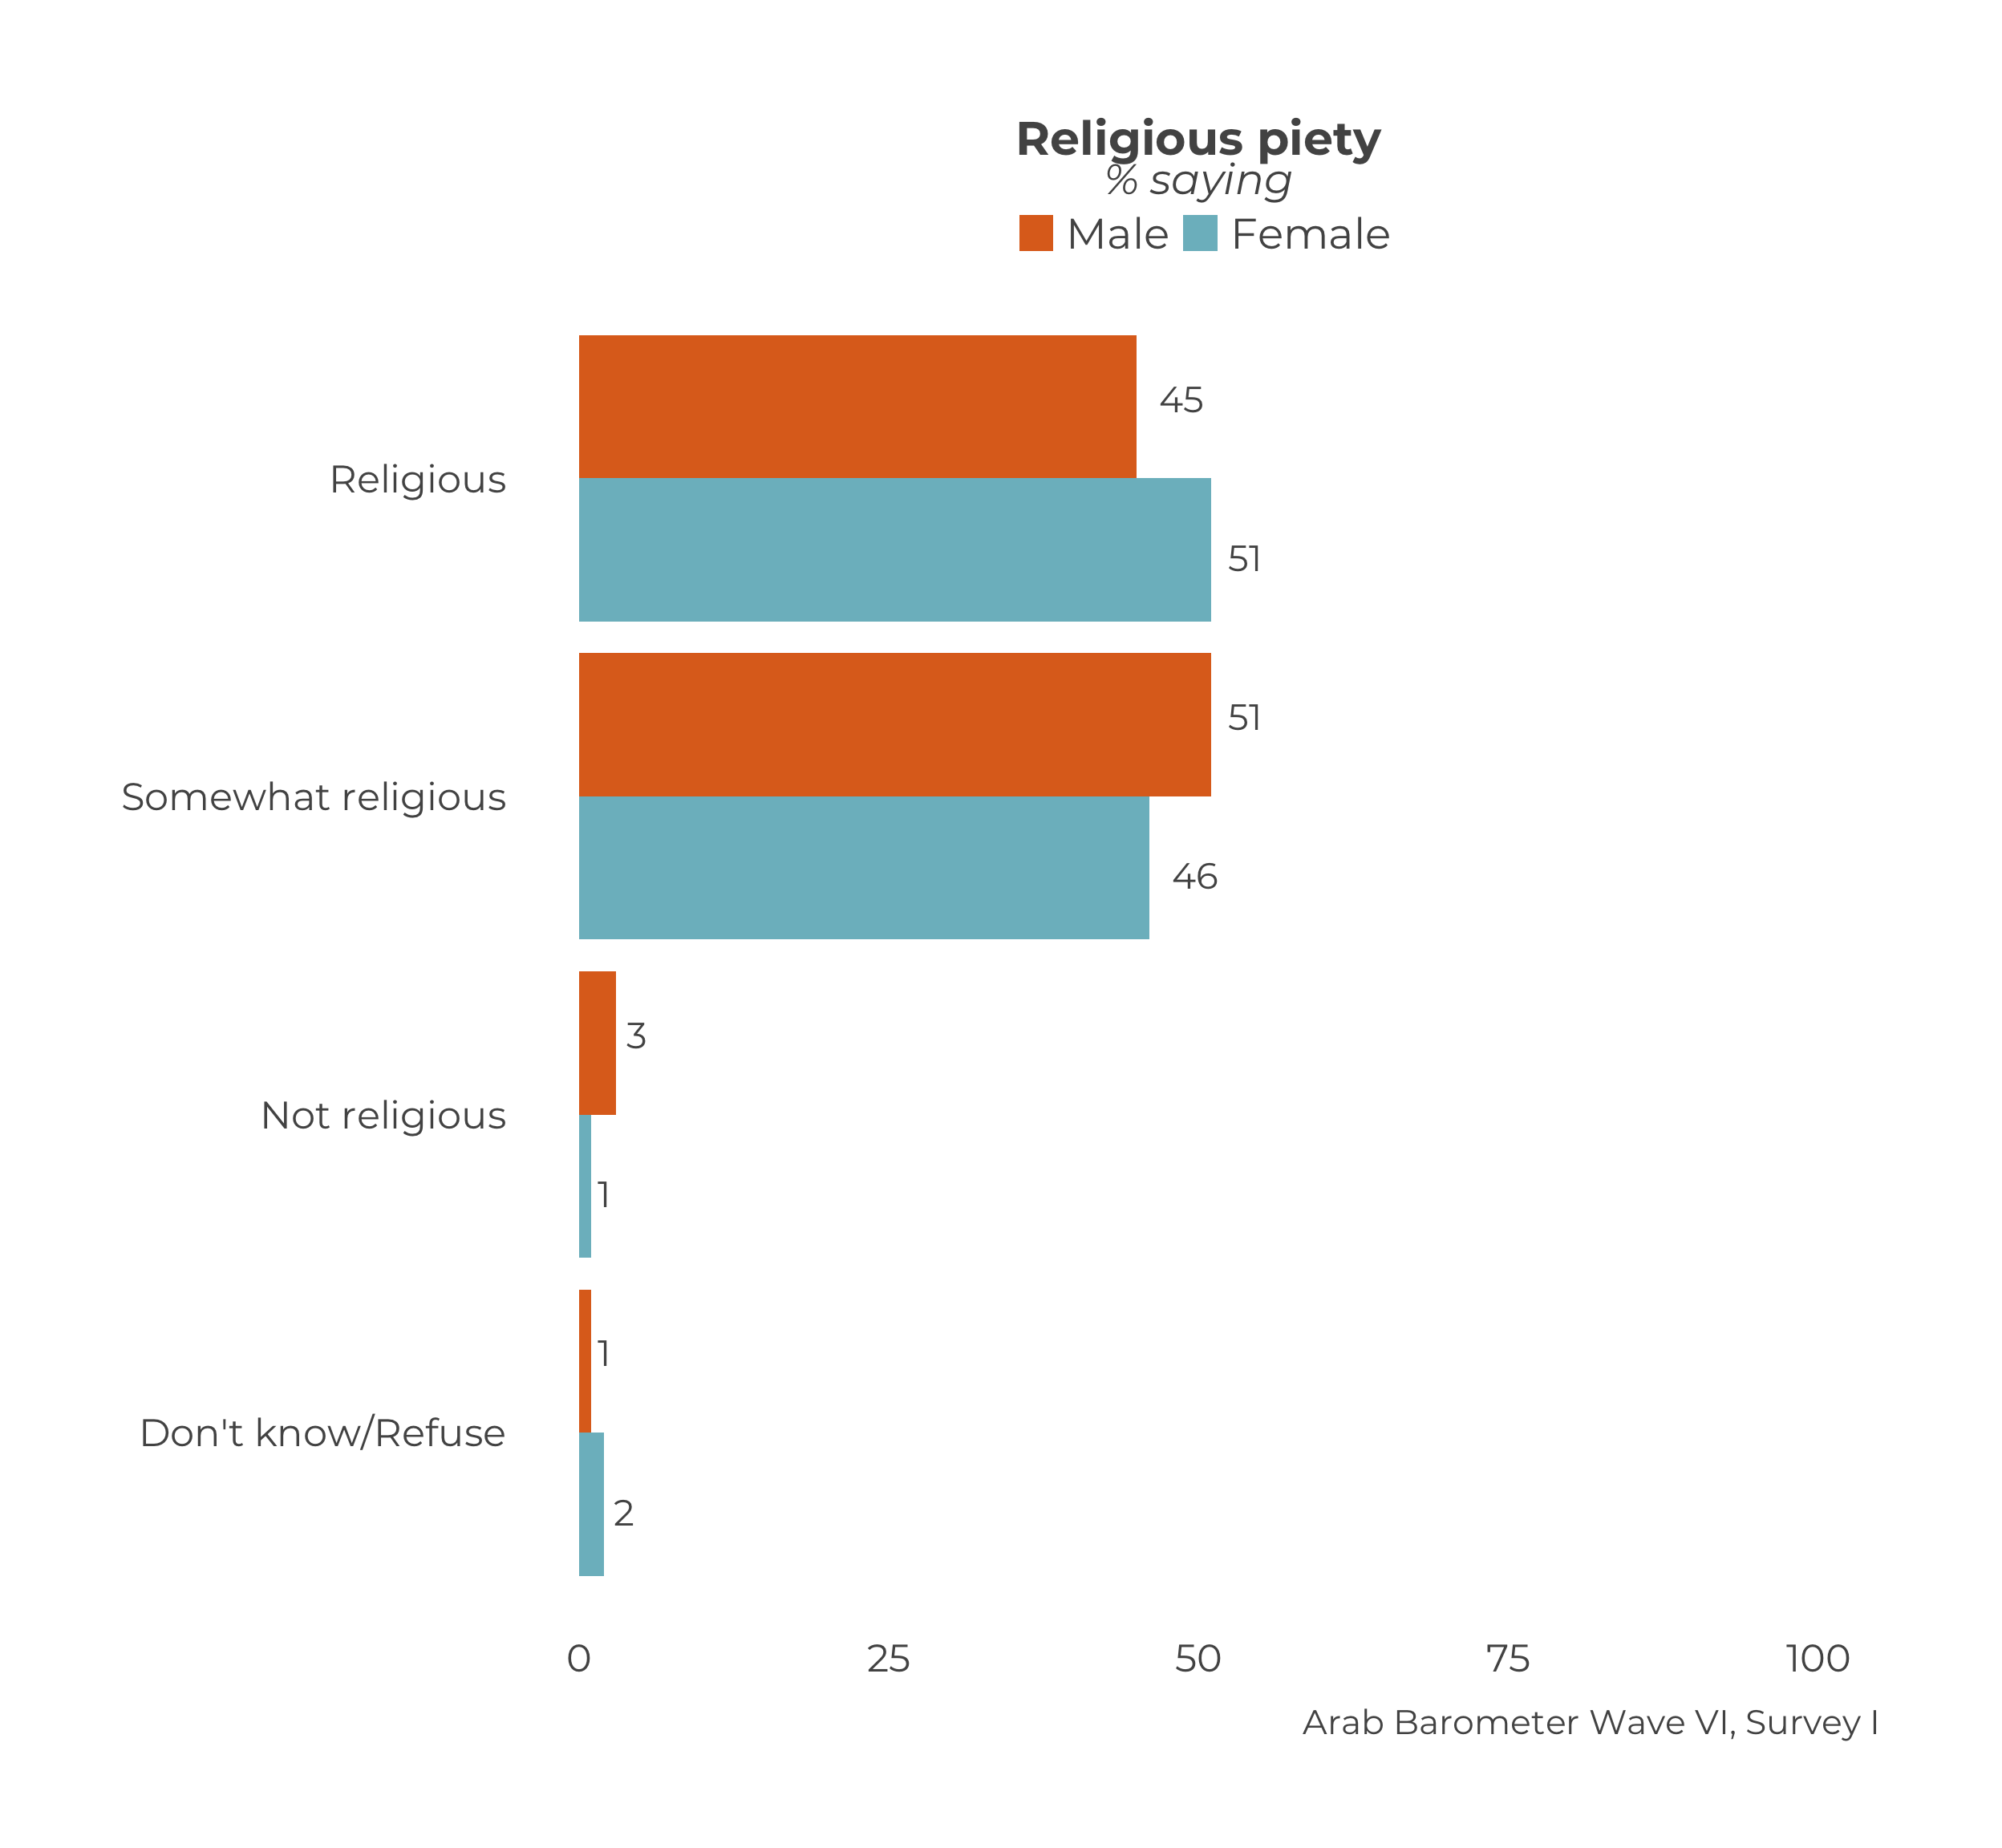 Religious piety
% saying
Male Female
45
Religious
51
51
Somewhat religious
46
3
Not religious
1
1
Don't know/Refuse
2
0 25 50 75 100
Arab Barometer Wave VI, Survey I